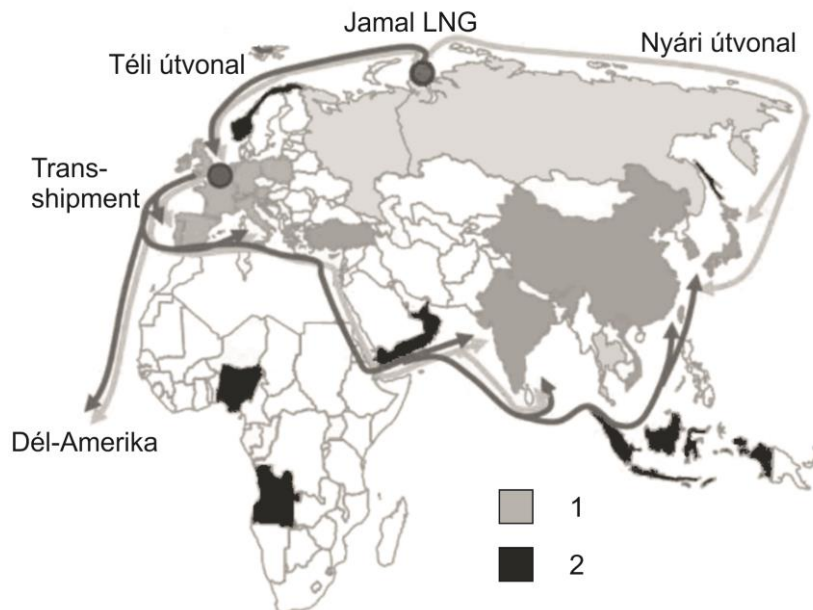 Jamal LNG
Nyári útvonal
Téli útvonal
Trans-
shipment
Dél-Amerika
1
2